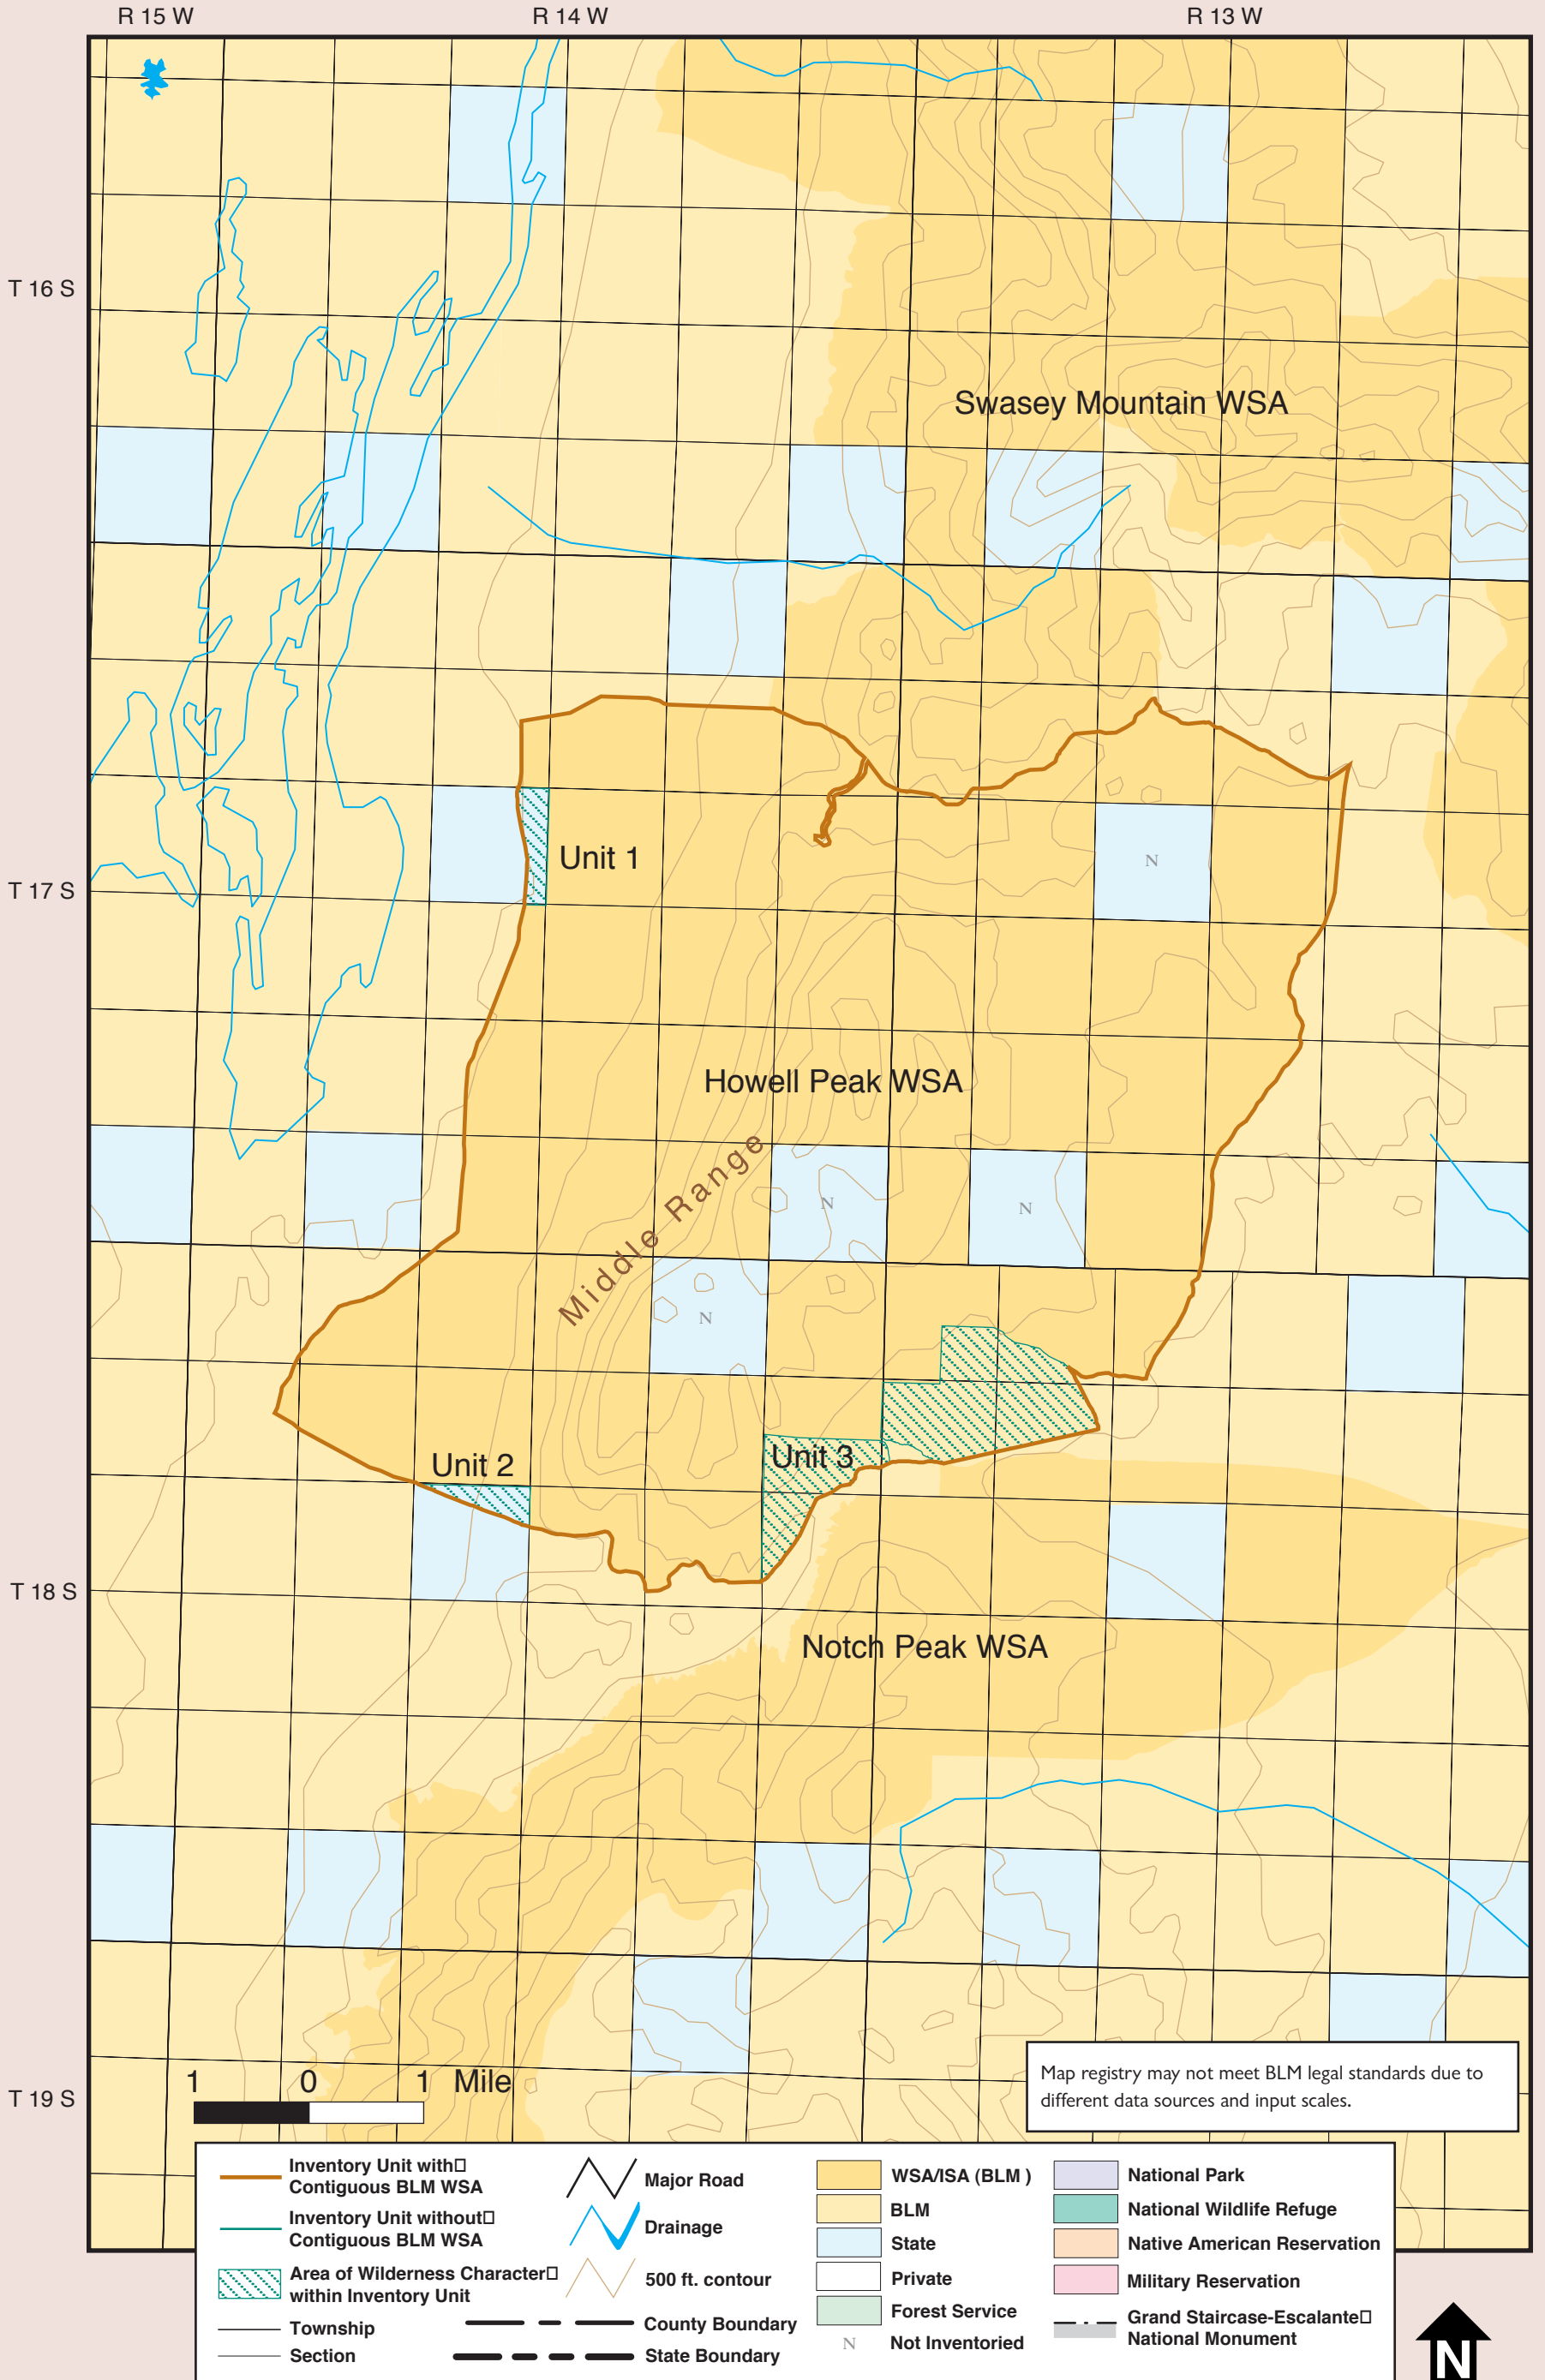 R 15 W R 14 W R 13 W
T 16 S
Swasey Mountain WSA
N
Unit 1
T 17 S
Howell Peak WSA
Middle Range
N N
N
Unit 2
Unit 3
T 18 S
Notch Peak WSA
1 0 1 Mile
T 19 S
Map registry may not meet BLM legal standards due to
different data sources and input scales.
Inventory Unit with□
Contiguous BLM WSA
Inventory Unit without□
Contiguous BLM WSA
Area of Wilderness Character□
within Inventory Unit
Township
Section
Major Road
Drainage
500 ft. contour
County Boundary
State Boundary
WSA/ISA (BLM )
BLM
State
Private
Forest Service
N Not Inventoried
National Park
National Wildlife Refuge
Native American Reservation
Military Reservation
Grand Staircase-Escalante□
National Monument
N